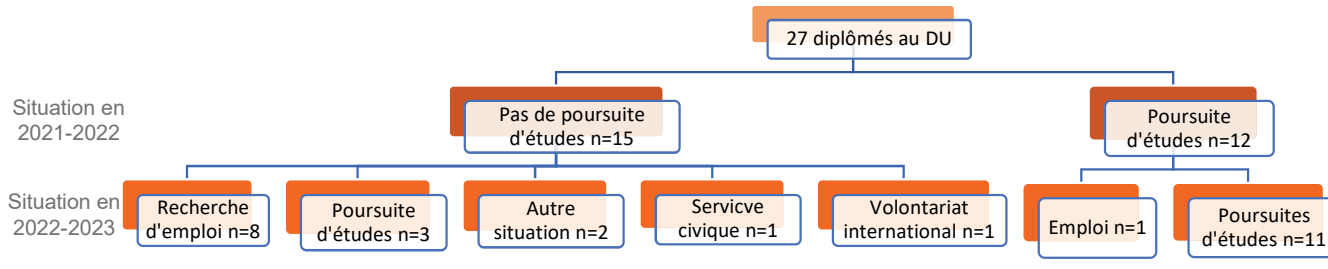 27 diplômés au DU
Situation en
2021-2022
Pas de poursuite
d'études n=15
Poursuite
d'études n=12
Situation en
2022-2023
Recherche
d'emploi n=8
Poursuite
d'études n=3
Autre
situation n=2
Servicve
civique n=1
Volontariat
international n=1
Emploi n=1
Poursuites
d'études n=11